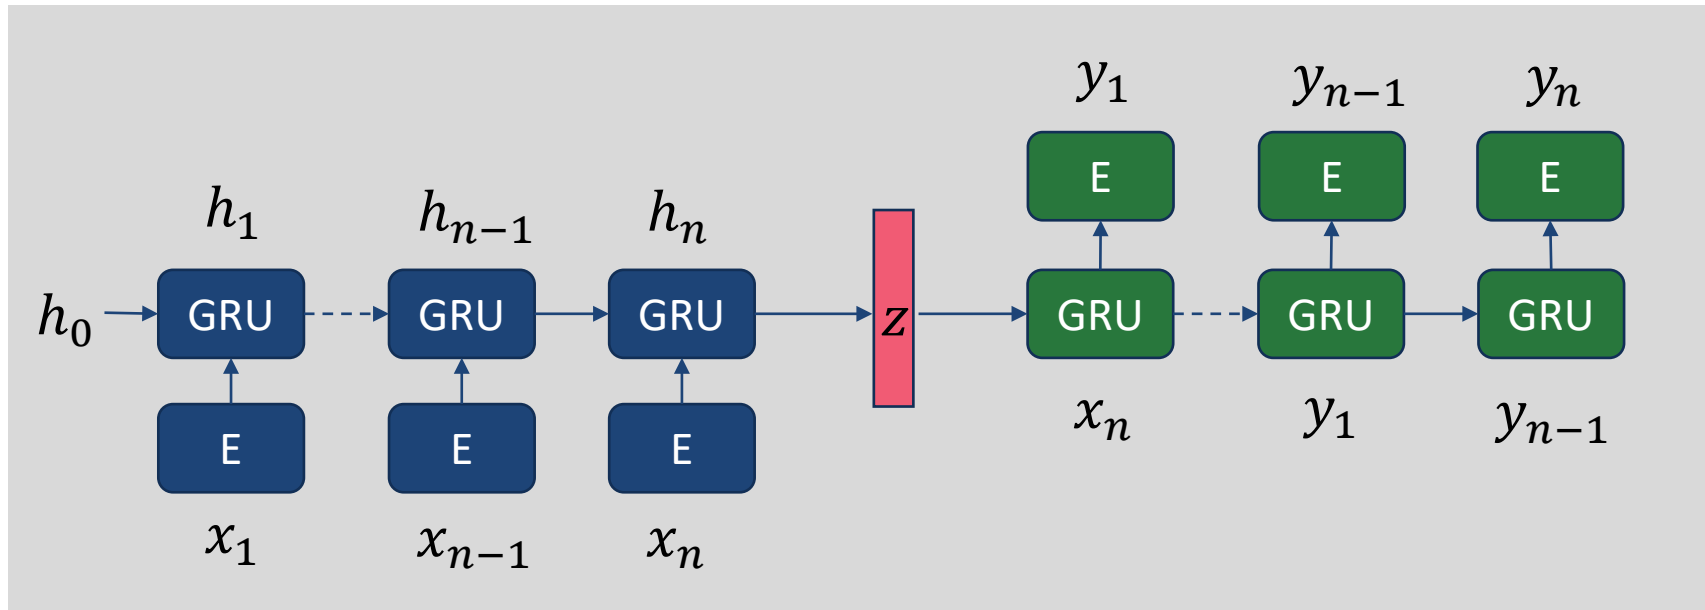 y₁ yₙ₋₁ yₙ
E E E
h₁ hₙ₋₁ hₙ
h₀ GRU GRU GRU z GRU GRU GRU
xₙ y₁ yₙ₋₁
E E E
x₁ xₙ₋₁ xₙ